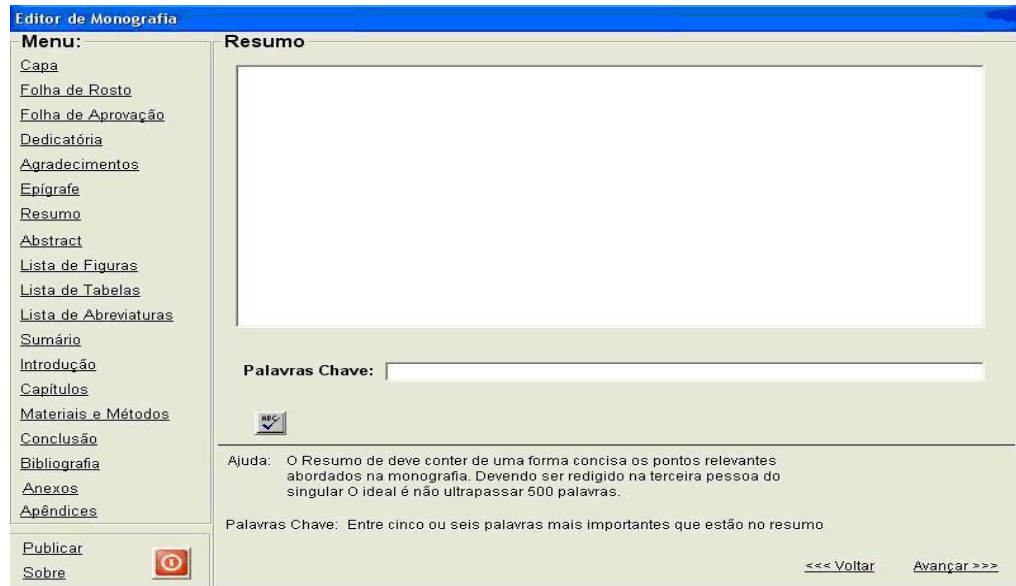 Editor de Monografia
Menu:
Capa
Folha de Rosto
Folha de Aprovação
Dedicatória
Agradecimentos
Epígrafe
Resumo
Abstract
Lista de Figuras
Lista de Tabelas
Lista de Abreviaturas
Sumário
Introdução
Capítulos
Materiais e Métodos
Conclusão
Bibliografia
Anexos
Apêndices
Publicar
Sobre
Resumo
Palavras Chave:
ABC
Ajuda: O Resumo de deve conter de uma forma concisa os pontos relevantes
abordados na monografia. Devendo ser redigido na terceira pessoa do
singular O ideal é não ultrapassar 500 palavras.
Palavras Chave: Entre cinco ou seis palavras mais importantes que estão no resumo
<<< Voltar Avançar >>>